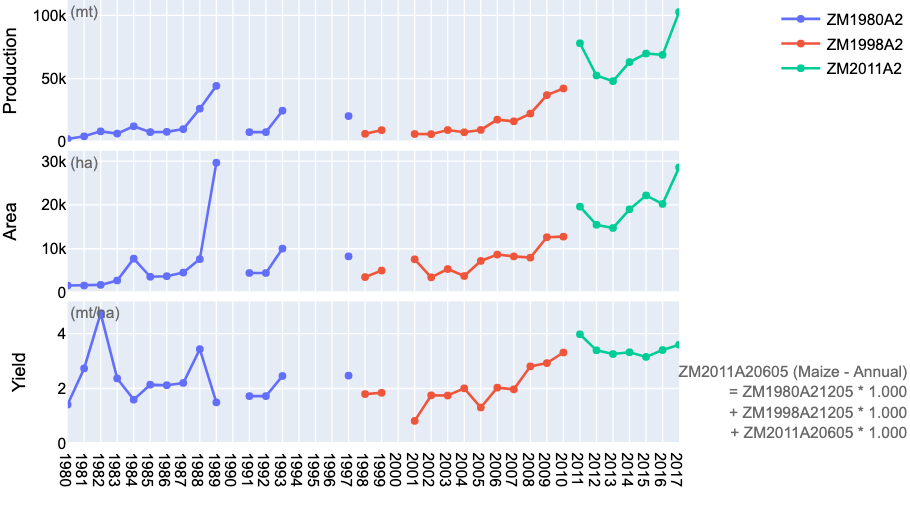 Production
(mt)
100k
50k
0
ZM1980A2
ZM1998A2
ZM2011A2
Area
(ha)
30k
20k
10k
0
Yield
(mt/ha)
4
2
0
ZM2011A20605 (Maize - Annual)
= ZM1980A21205 * 1.000
+ ZM1998A21205 * 1.000
+ ZM2011A20605 * 1.000
1980
1981
1982
1983
1984
1985
1986
1987
1988
1989
1990
1991
1992
1993
1994
1995
1996
1997
1998
1999
2000
2001
2002
2003
2004
2005
2006
2007
2008
2009
2010
2011
2012
2013
2014
2015
2016
2017